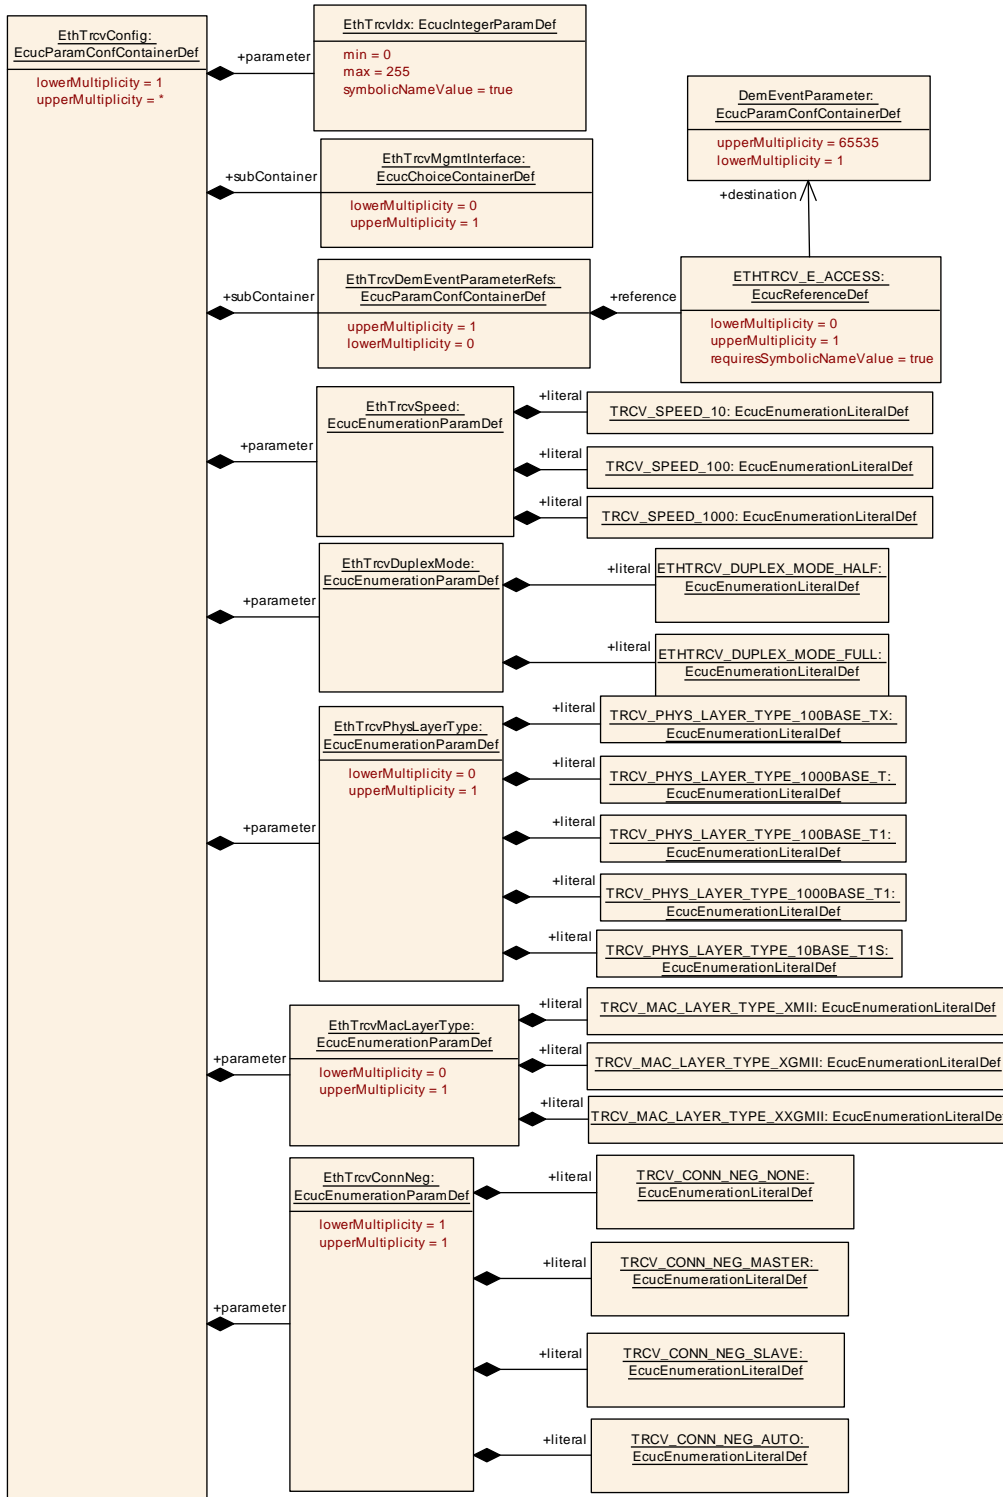 EthTrcvConfig:
EcucParamConfContainerDef
lowerMultiplicity = 1
upperMultiplicity = *
+parameter
EthTrcvIdx: EcucIntegerParamDef
min = 0
max = 255
symbolicNameValue = true
+subContainer
EthTrcvMgmtInterface:
EcucChoiceContainerDef
lowerMultiplicity = 0
upperMultiplicity = 1
DemEventParameter:
EcucParamConfContainerDef
upperMultiplicity = 65535
lowerMultiplicity = 1
+destination
+subContainer
EthTrcvDemEventParameterRefs:
EcucParamConfContainerDef
upperMultiplicity = 1
lowerMultiplicity = 0
+reference
ETHTRCV_E_ACCESS:
EcucReferenceDef
lowerMultiplicity = 0
upperMultiplicity = 1
requiresSymbolicNameValue = true
+parameter
EthTrcvSpeed:
EcucEnumerationParamDef
+literal
TRCV_SPEED_10: EcucEnumerationLiteralDef
+literal
TRCV_SPEED_100: EcucEnumerationLiteralDef
+literal
TRCV_SPEED_1000: EcucEnumerationLiteralDef
+parameter
EthTrcvDuplexMode:
EcucEnumerationParamDef
+literal
ETHTRCV_DUPLEX_MODE_HALF:
EcucEnumerationLiteralDef
+literal
ETHTRCV_DUPLEX_MODE_FULL:
EcucEnumerationLiteralDef
+parameter
EthTrcvPhysLayerType:
EcucEnumerationParamDef
lowerMultiplicity = 0
upperMultiplicity = 1
+literal
TRCV_PHYS_LAYER_TYPE_100BASE_TX:
EcucEnumerationLiteralDef
+literal
TRCV_PHYS_LAYER_TYPE_1000BASE_T:
EcucEnumerationLiteralDef
+literal
TRCV_PHYS_LAYER_TYPE_100BASE_T1:
EcucEnumerationLiteralDef
+literal
TRCV_PHYS_LAYER_TYPE_1000BASE_T1:
EcucEnumerationLiteralDef
+literal
TRCV_PHYS_LAYER_TYPE_10BASE_T1S:
EcucEnumerationLiteralDef
+parameter
EthTrcvMacLayerType:
EcucEnumerationParamDef
lowerMultiplicity = 0
upperMultiplicity = 1
+literal
TRCV_MAC_LAYER_TYPE_XMII: EcucEnumerationLiteralDef
+literal
TRCV_MAC_LAYER_TYPE_XGMII: EcucEnumerationLiteralDef
+literal
TRCV_MAC_LAYER_TYPE_XXGMII: EcucEnumerationLiteralDef
+parameter
EthTrcvConnNeg:
EcucEnumerationParamDef
lowerMultiplicity = 1
upperMultiplicity = 1
+literal
TRCV_CONN_NEG_NONE:
EcucEnumerationLiteralDef
+literal
TRCV_CONN_NEG_MASTER:
EcucEnumerationLiteralDef
+literal
TRCV_CONN_NEG_SLAVE:
EcucEnumerationLiteralDef
+literal
TRCV_CONN_NEG_AUTO:
EcucEnumerationLiteralDef